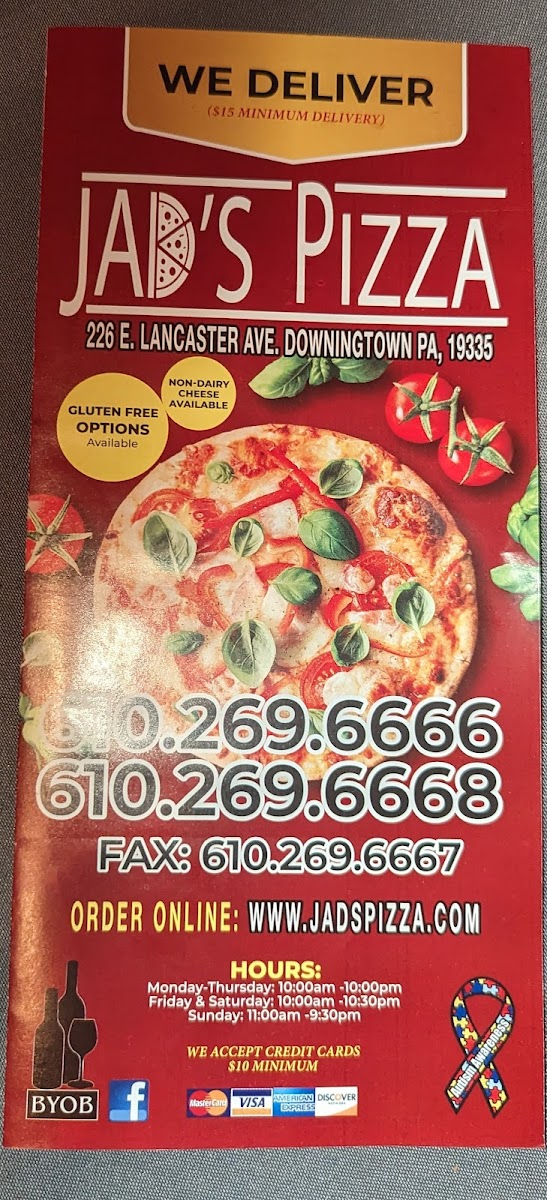 WE DELIVER
($15 MINIMUM DELIVERY)
JAD'S PIZZA
226 E. LANCASTER AVE. DOWNINGTOWN PA, 19335
NON-DAIRY
CHEESE
AVAILABLE
GLUTEN FREE
OPTIONS
Available
610.269.6666
610.269.6668
FAX: 610.269.6667
ORDER ONLINE: WWW.JADSPIZZA.COM
HOURS:
Monday-Thursday: 10:00am -10:00pm
Friday & Saturday: 10:00am -10:30pm
Sunday: 11:00am -9:30pm
WE ACCEPT CREDIT CARDS
$10 MINIMUM
BYOB
f
MasterCard
VISA
AMERICAN
EXPRESS
DISCOVER
Autism Awareness